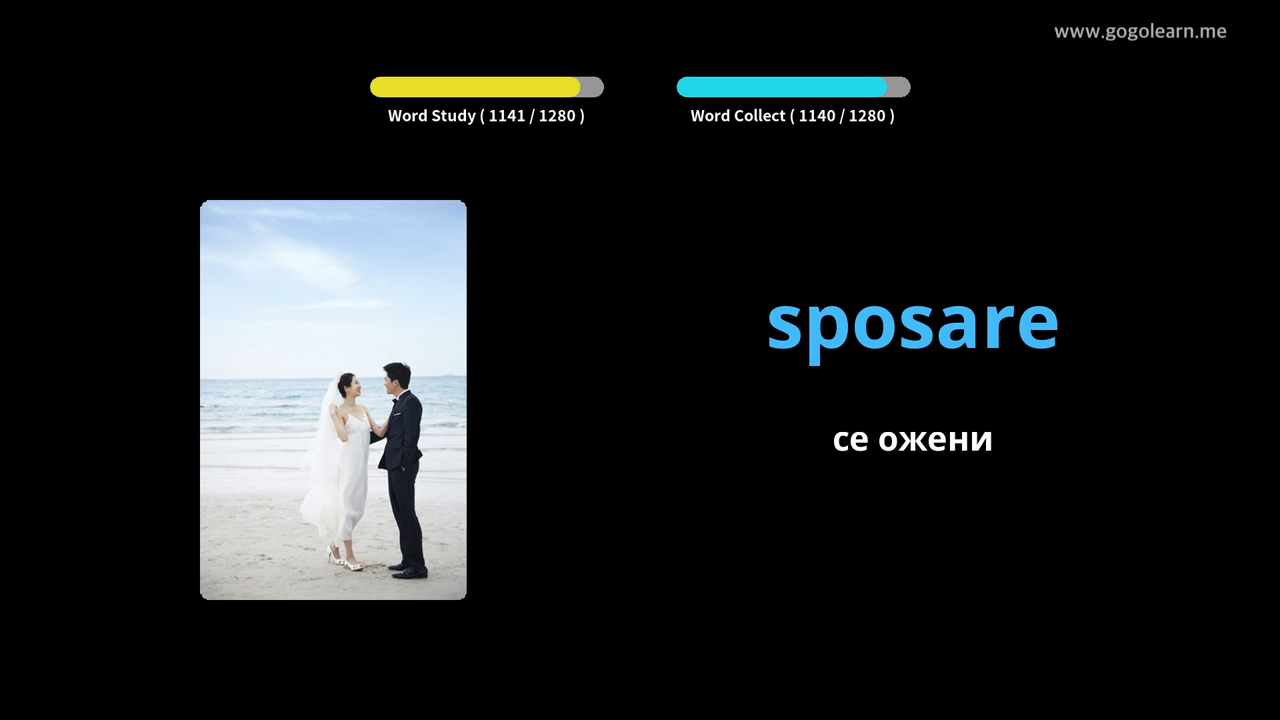 www.gogolearn.me
Word Study ( 1141 / 1280 )
Word Collect ( 1140 / 1280 )
sposare
се ожени